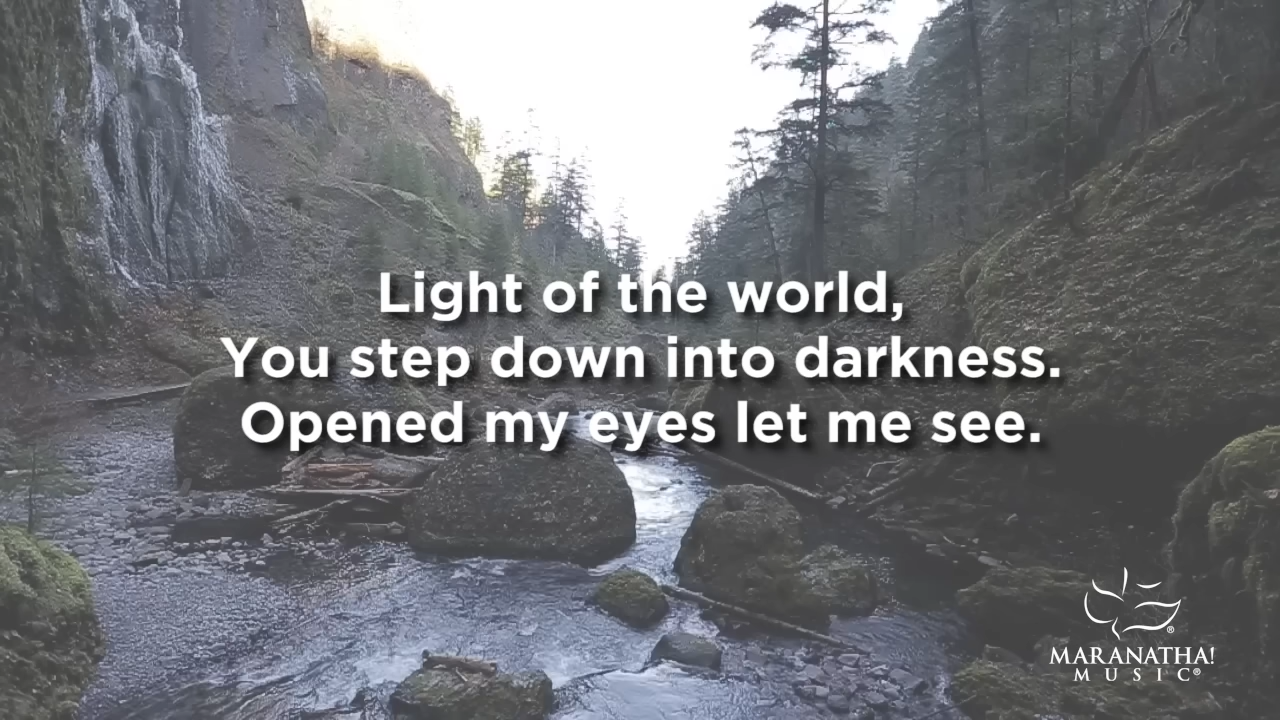 Light of the world,
You step down into darkness.
Opened my eyes let me see.
®
MARANATHA!
MUSIC®